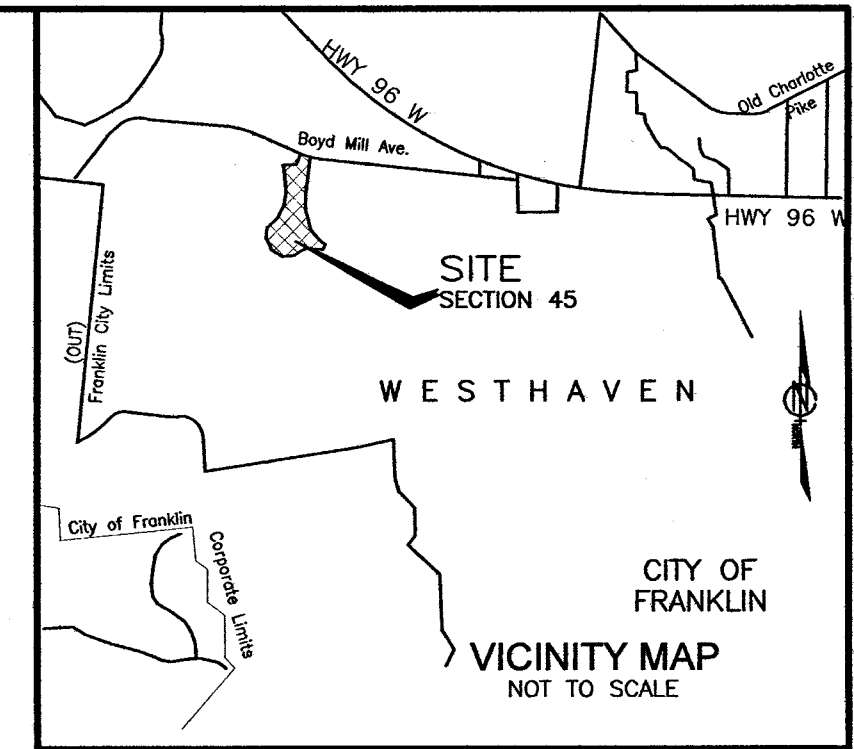 HWY 96 W
Old Charlotte
Pike
Boyd Mill Ave.
HWY 96 W
SITE
SECTION 45
(OUT)
Franklin City Limits
WESTHAVEN
City of Franklin
Corporate Limits
CITY OF
FRANKLIN
VICINITY MAP
NOT TO SCALE